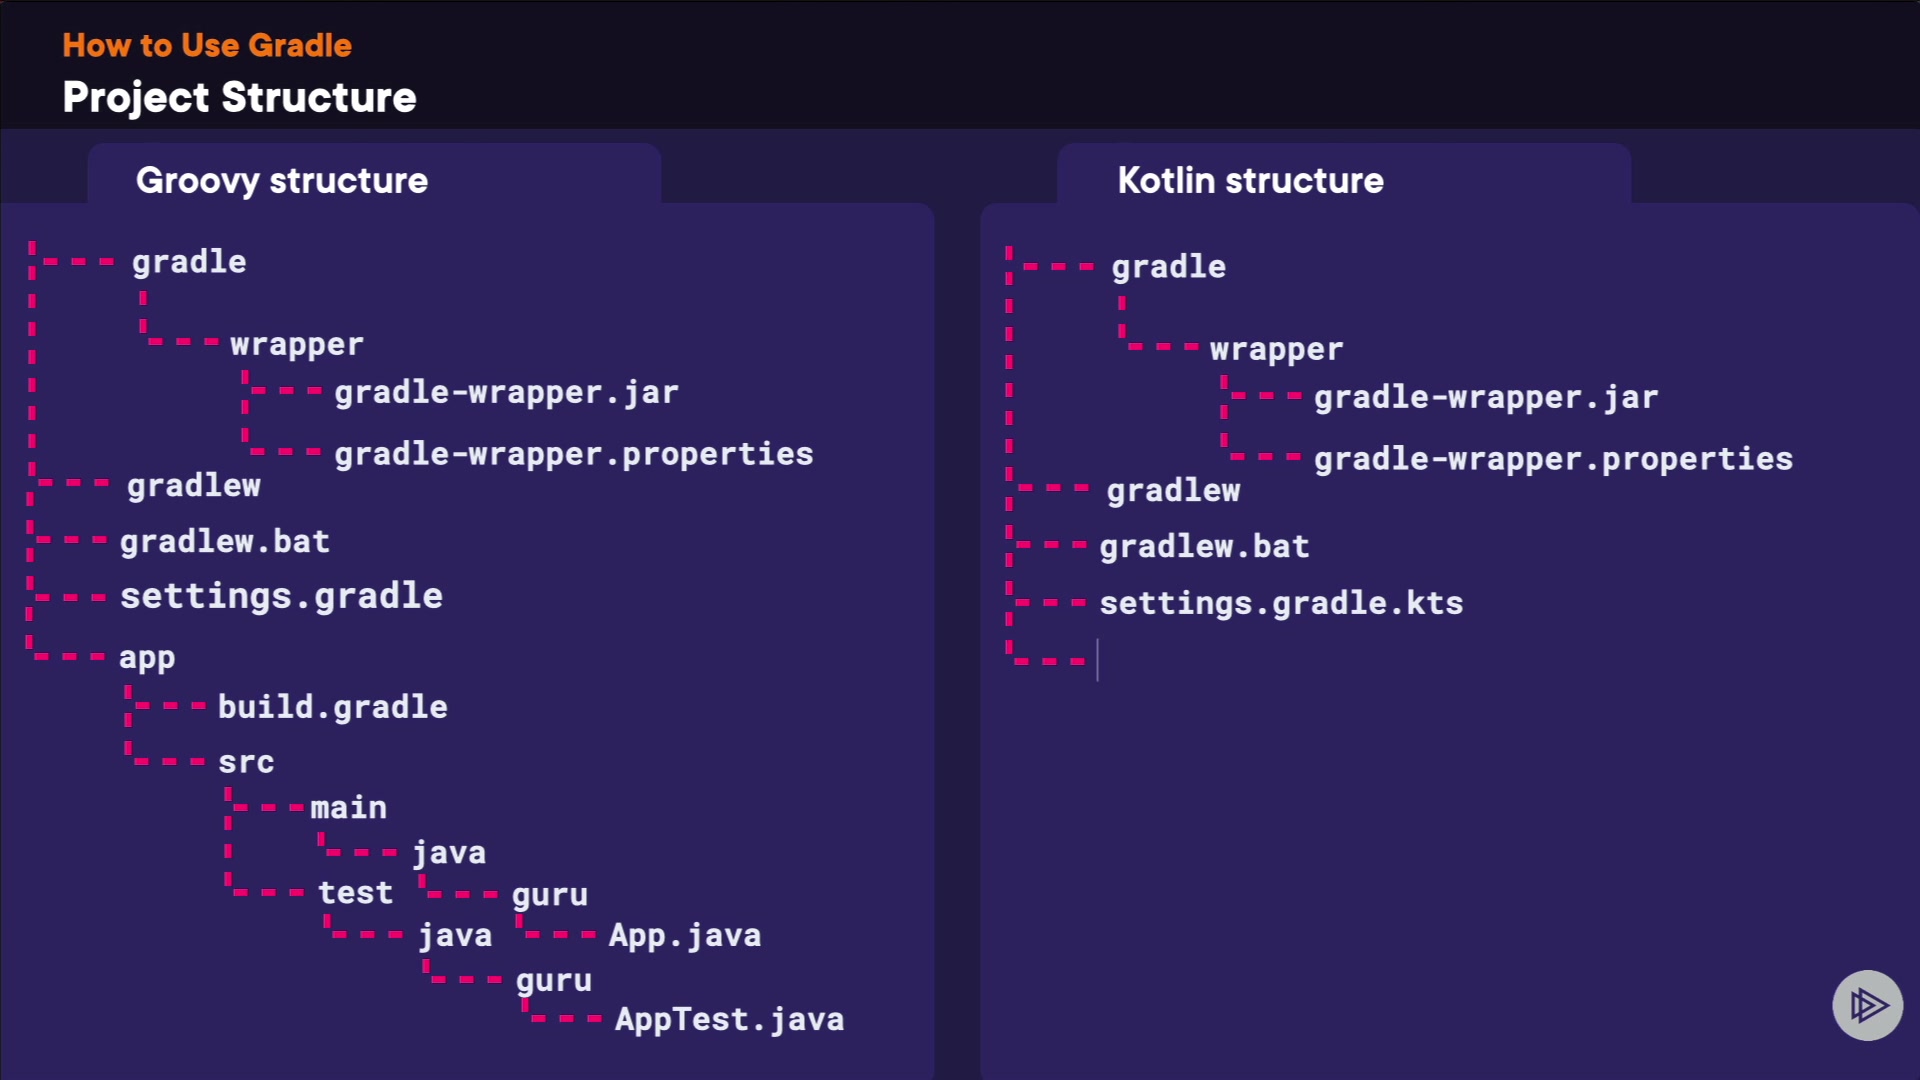 How to Use Gradle
Project Structure
Groovy structure
gradle
wrapper
gradle-wrapper.jar
gradle-wrapper.properties
gradlew
gradlew.bat
settings.gradle
app
build.gradle
src
main
java
guru
App.java
test
java
guru
AppTest.java
Kotlin structure
gradle
wrapper
gradle-wrapper.jar
gradle-wrapper.properties
gradlew
gradlew.bat
settings.gradle.kts